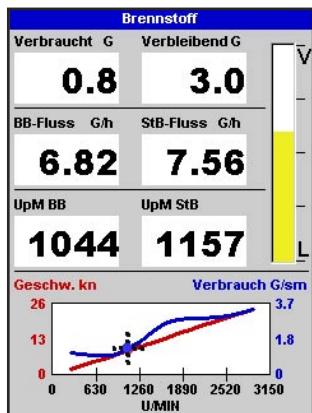 Brennstoff
Verbraucht G Verbleibend G
0.8 3.0
BB-Fluss G/h StB-Fluss G/h
6.82 7.56
UpM BB UpM StB
1044 1157
V
L
Geschw. kn Verbrauch G/sm
26 3.7
13 1.8
0 0
0 630 1260 1890 2520 3150
U/MIN